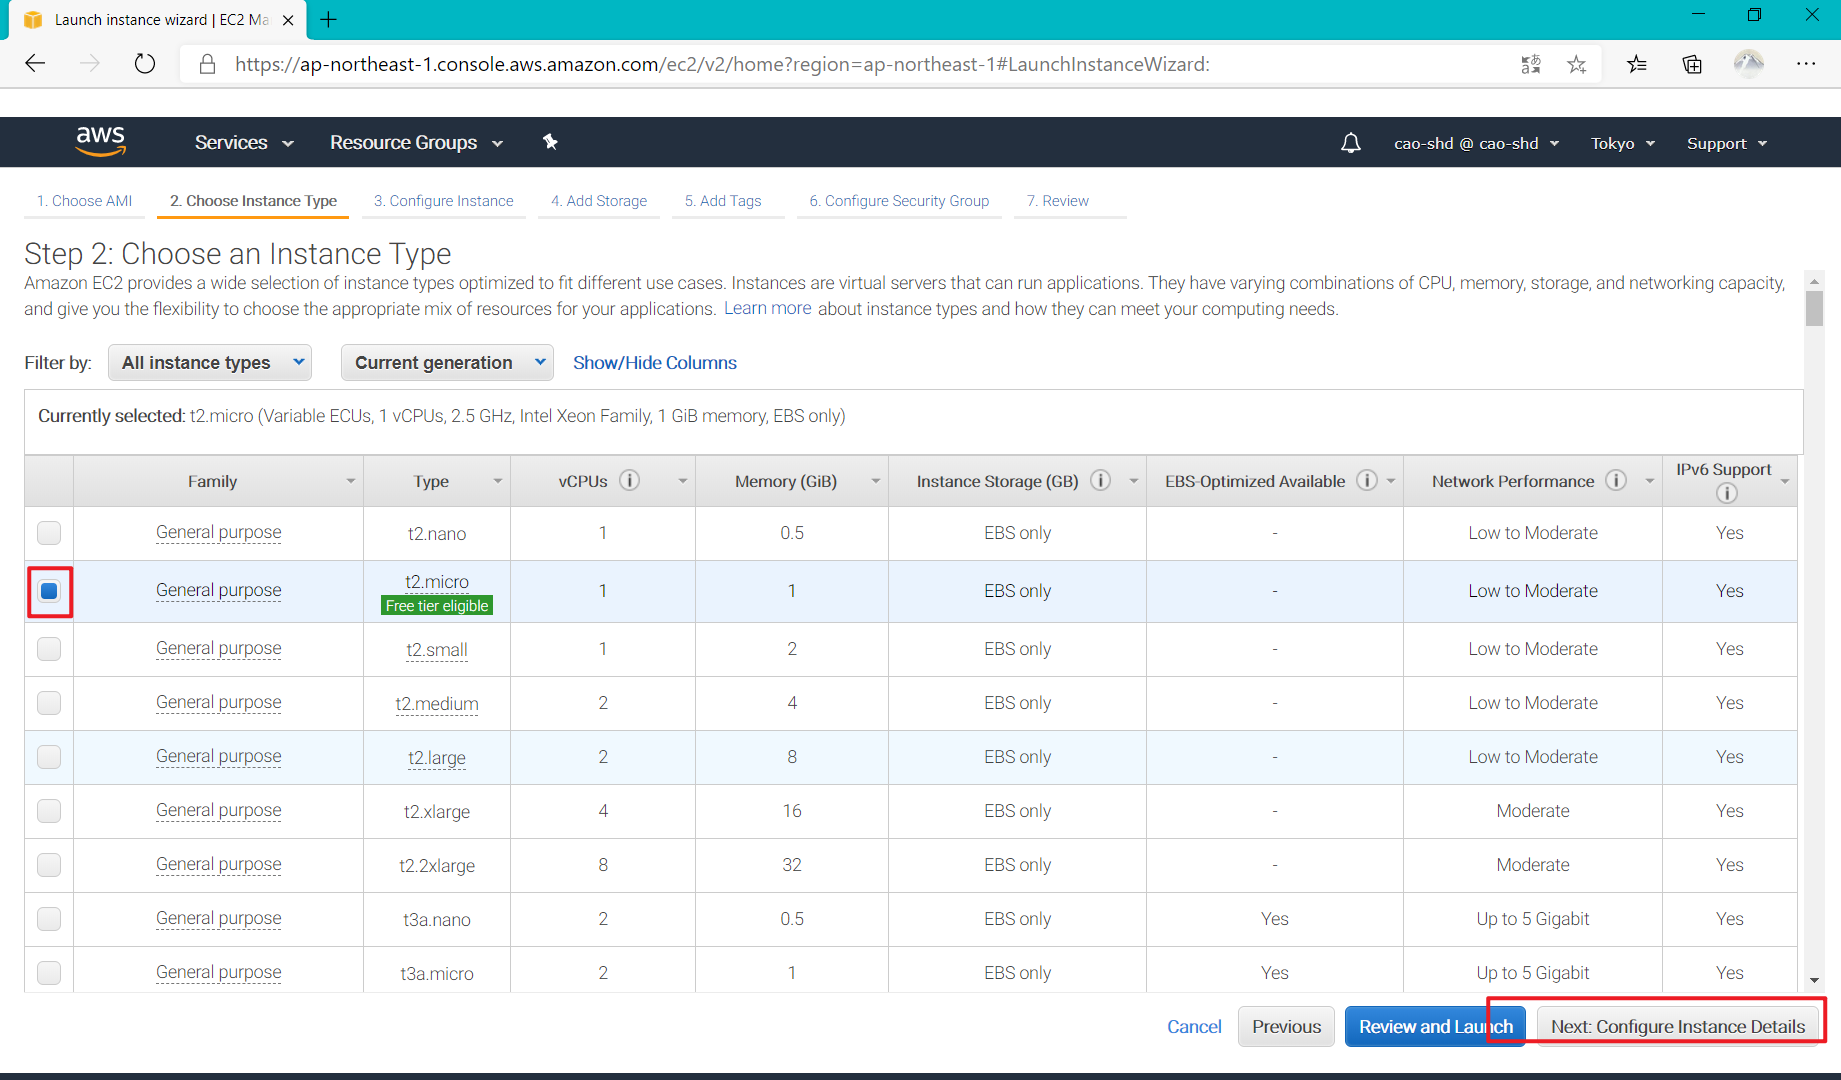 Launch instance wizard | EC2 Ma
https://ap-northeast-1.console.aws.amazon.com/ec2/v2/home?region=ap-northeast-1#LaunchInstanceWizard:
aws Services Resource Groups cao-shd @ cao-shd Tokyo Support
1. Choose AMI 2. Choose Instance Type 3. Configure Instance 4. Add Storage 5. Add Tags 6. Configure Security Group 7. Review
Step 2: Choose an Instance Type
Amazon EC2 provides a wide selection of instance types optimized to fit different use cases. Instances are virtual servers that can run applications. They have varying combinations of CPU, memory, storage, and networking capacity,
and give you the flexibility to choose the appropriate mix of resources for your applications. Learn more about instance types and how they can meet your computing needs.
Filter by: All instance types Current generation Show/Hide Columns
Currently selected: t2.micro (Variable ECUs, 1 vCPUs, 2.5 GHz, Intel Xeon Family, 1 GiB memory, EBS only)
Family Type vCPUs Memory (GiB) Instance Storage (GB) EBS-Optimized Available Network Performance IPv6 Support
General purpose t2.nano 1 0.5 EBS only - Low to Moderate Yes
General purpose t2.micro 1 1 EBS only - Low to Moderate Yes
Free tier eligible
General purpose t2.small 1 2 EBS only - Low to Moderate Yes
General purpose t2.medium 2 4 EBS only - Low to Moderate Yes
General purpose t2.large 2 8 EBS only - Low to Moderate Yes
General purpose t2.xlarge 4 16 EBS only - Moderate Yes
General purpose t2.2xlarge 8 32 EBS only - Moderate Yes
General purpose t3a.nano 2 0.5 EBS only Yes Up to 5 Gigabit Yes
General purpose t3a.micro 2 1 EBS only Yes Up to 5 Gigabit Yes
Cancel Previous Review and Launch Next: Configure Instance Details